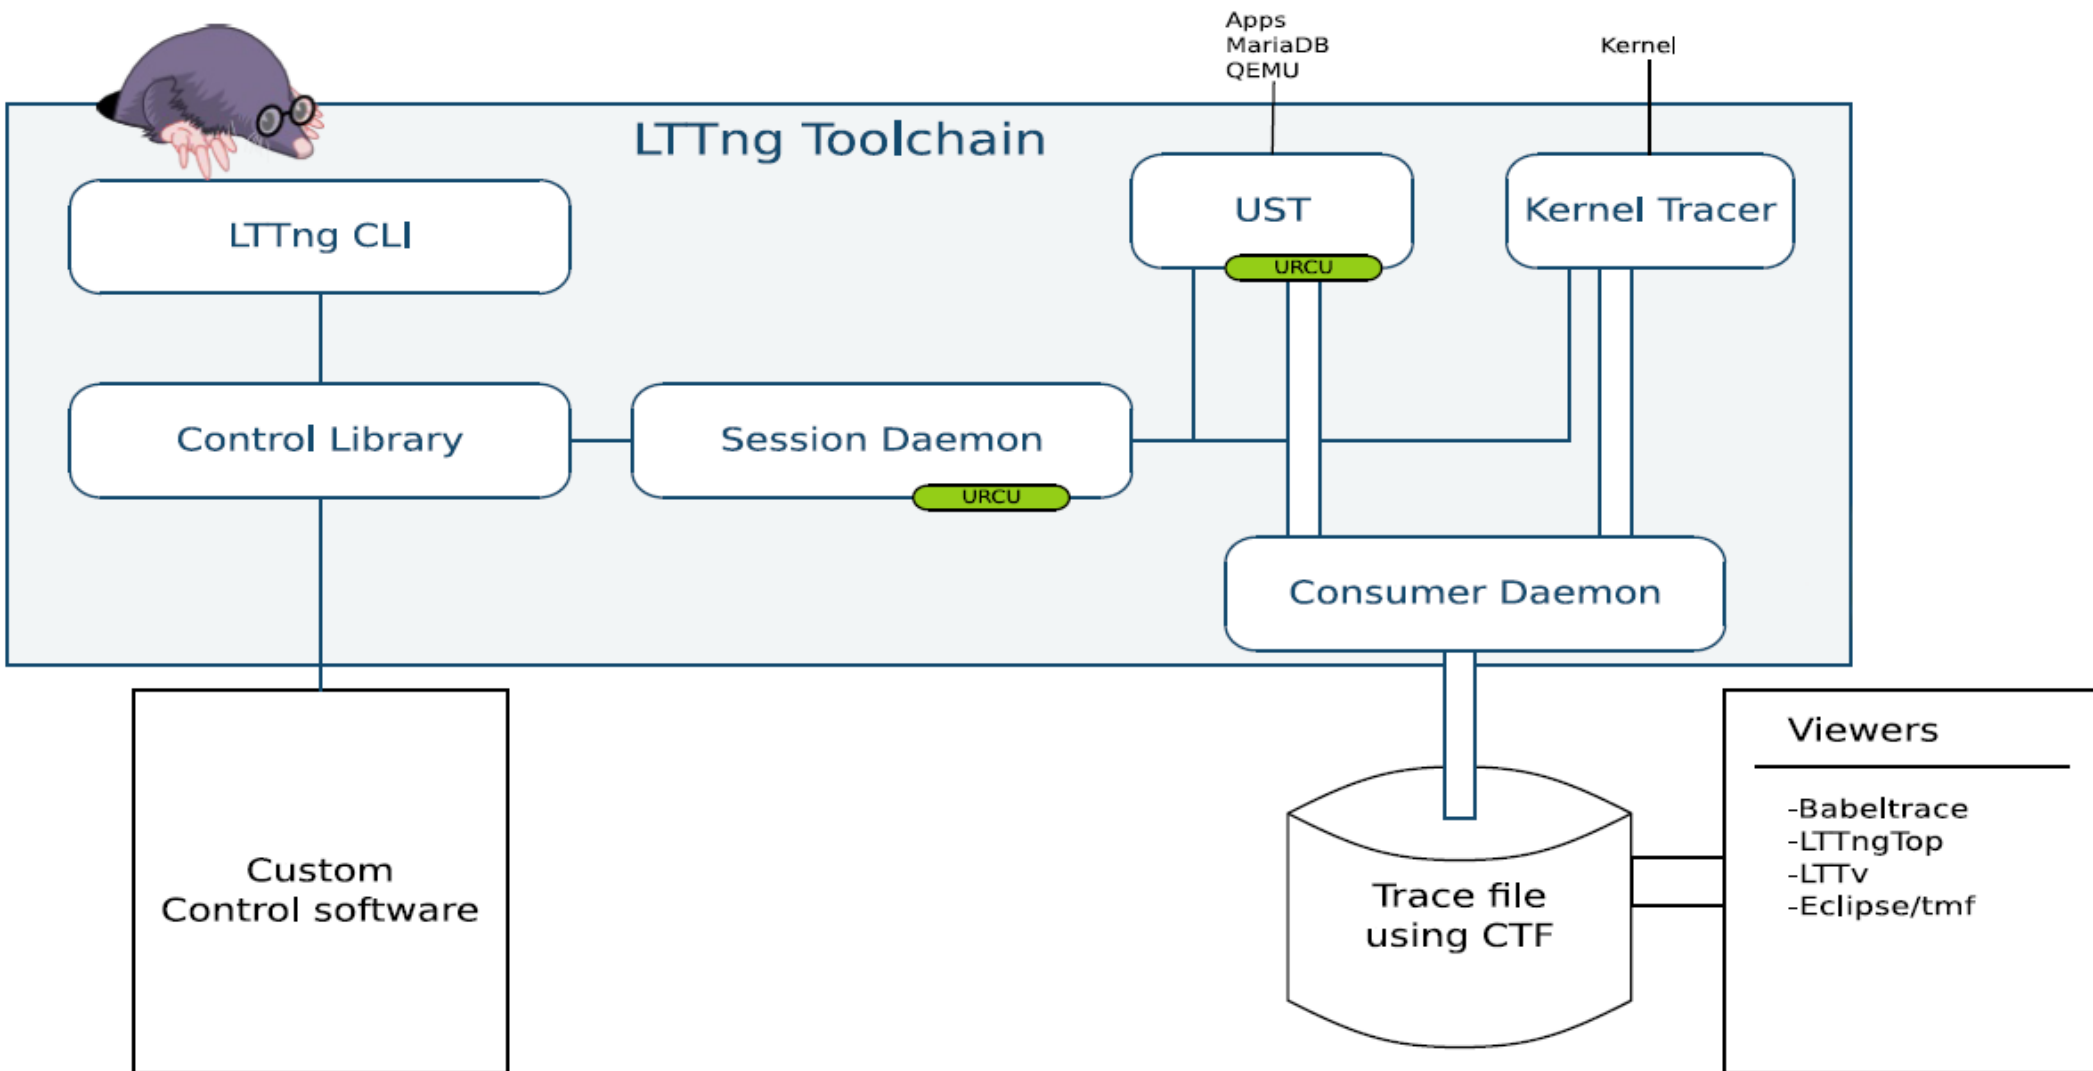 Apps
MariaDB
QEMU
Kernel
LTTng Toolchain
LTTng CLI
UST
URCU
Kernel Tracer
Control Library
Session Daemon
URCU
Consumer Daemon
Custom
Control software
Trace file
using CTF
Viewers
-Babeltrace
-LTTngTop
-LTTv
-Eclipse/tmf